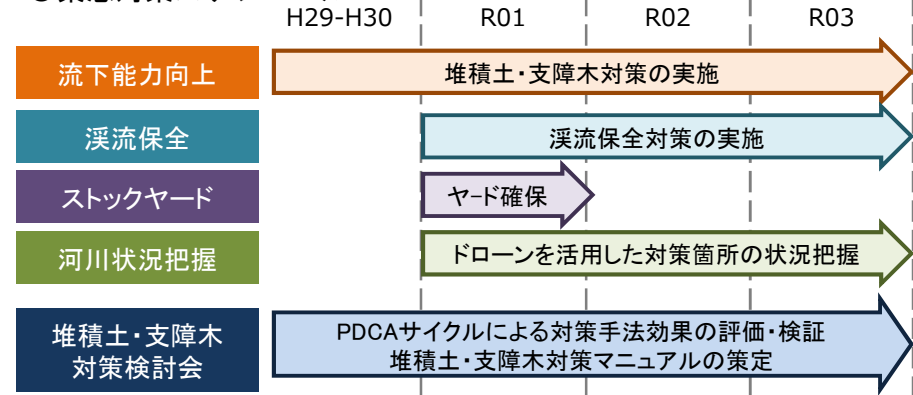 H29-H30 R01 R02 R03
流下能力向上
堆積土・支障木対策の実施
渓流保全
渓流保全対策の実施
ストックヤード
ヤード確保
河川状況把握
ドローンを活用した対策箇所の状況把握
堆積土・支障木
対策検討会
PDCAサイクルによる対策手法効果の評価・検証
堆積土・支障木対策マニュアルの策定